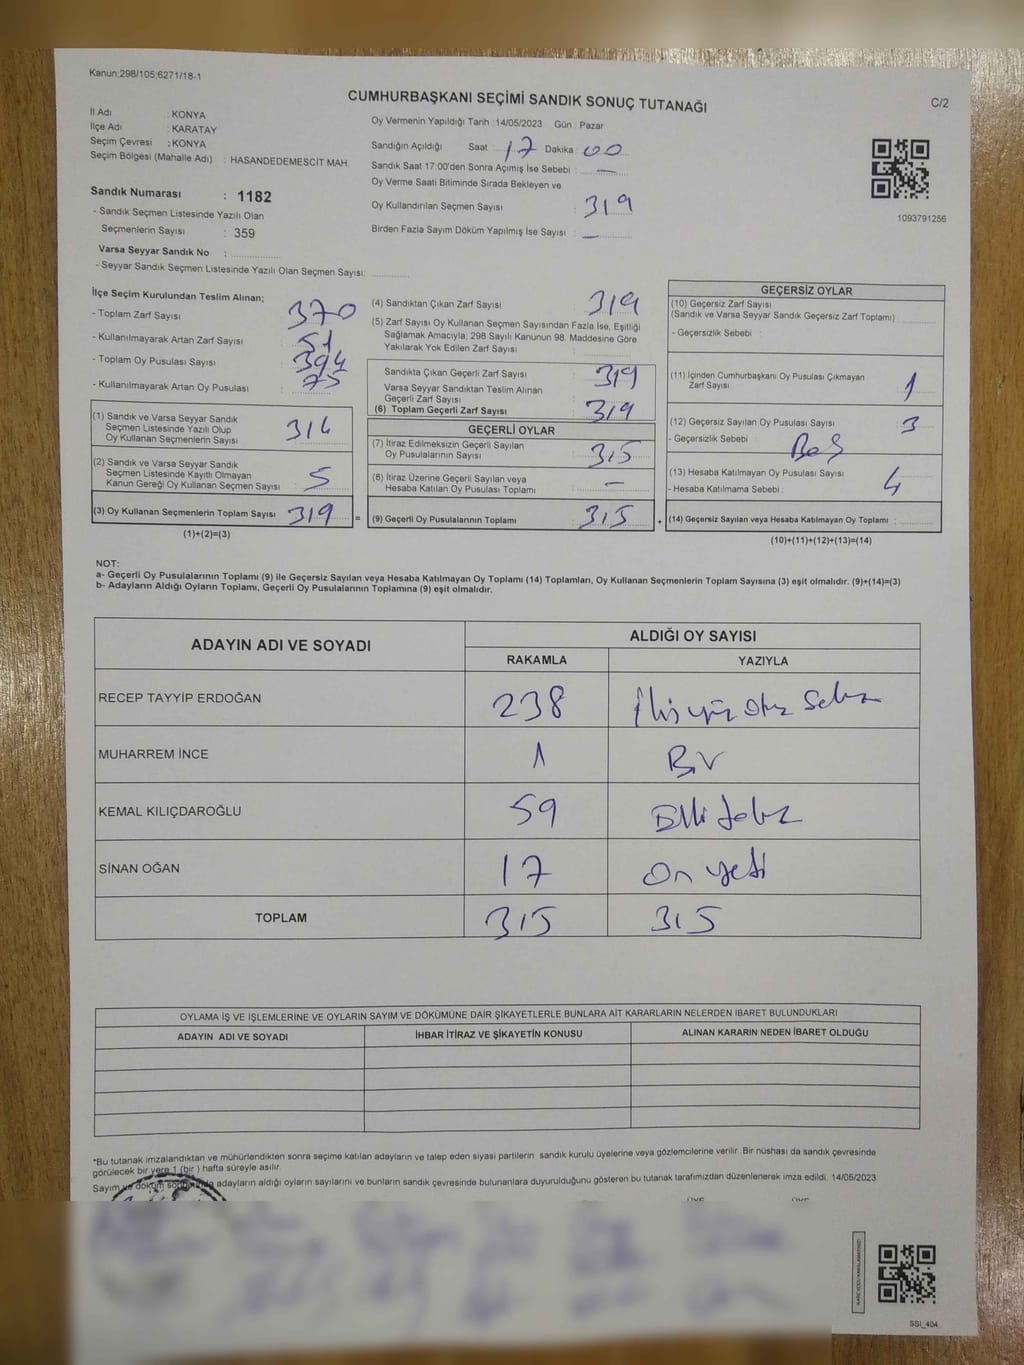 Kanun;298/105;6271/18-1
CUMHURBAŞKANI SEÇİMİ SANDIK SONUÇ TUTANAĞI
C/2
İl Adı : KONYA
İlçe Adı : KARATAY
Seçim Çevresi : KONYA
Seçim Bölgesi (Mahalle Adı) : HASANDEDEMESCİT MAH.
Sandık Numarası : 1182
- Sandık Seçmen Listesinde Yazılı Olan
Seçmenlerin Sayısı : 359
Varsa Seyyar Sandık No :
- Seyyar Sandık Seçmen Listesinde Yazılı Olan Seçmen Sayısı:
Oy Vermenin Yapıldığı Tarih :14/05/2023 Gün : Pazar
Sandığın Açıldığı Saat : 17 Dakika : 00
Sandık Saat 17:00'den Sonra Açımış İse Sebebi : —
Oy Verme Saati Bitiminde Sırada Bekleyen ve
Oy Kullandırılan Seçmen Sayısı : 319
Birden Fazla Sayım Döküm Yapılmış İse Sayısı : —
1093791256
İlçe Seçim Kurulundan Teslim Alınan;
- Toplam Zarf Sayısı : 370
- Kullanılmayarak Artan Zarf Sayısı : 51
- Toplam Oy Pusulası Sayısı : 394
- Kullanılmayarak Artan Oy Pusulası : 75
(1) Sandık ve Varsa Seyyar Sandık
Seçmen Listesinde Yazılı Olup
Oy Kullanan Seçmenlerin Sayısı 314
(2) Sandık ve Varsa Seyyar Sandık
Seçmen Listesinde Kayıtlı Olmayan
Kanun Gereği Oy Kullanan Seçmen Sayısı 5
(3) Oy Kullanan Seçmenlerin Toplam Sayısı 319 =
(1)+(2)=(3)
(4) Sandıktan Çıkan Zarf Sayısı : 319
(5) Zarf Sayısı Oy Kullanan Seçmen Sayısından Fazla İse, Eşitliği
Sağlamak Amacıyla; 298 Sayılı Kanunun 98. Maddesine Göre
Yakılarak Yok Edilen Zarf Sayısı :
Sandıkta Çıkan Geçerli Zarf Sayısı : 319
Varsa Seyyar Sandıktan Teslim Alınan
Geçerli Zarf Sayısı :
(6) Toplam Geçerli Zarf Sayısı : 319
GEÇERLİ OYLAR
(7) İtiraz Edilmeksizin Geçerli Sayılan
Oy Pusulalarının Sayısı : 315
(8) İtiraz Üzerine Geçerli Sayılan veya
Hesaba Katılan Oy Pusulası Toplamı : —
(9) Geçerli Oy Pusulalarının Toplamı : 315 +
GEÇERSİZ OYLAR
(10) Geçersiz Zarf Sayısı
(Sandık ve Varsa Seyyar Sandık Geçersiz Zarf Toplamı) :
- Geçersizlik Sebebi :
(11) İçinden Cumhurbaşkanı Oy Pusulası Çıkmayan
Zarf Sayısı : 1
(12) Geçersiz Sayılan Oy Pusulası Sayısı : 3
- Geçersizlik Sebebi : Boş
(13) Hesaba Katılmayan Oy Pusulası Sayısı : 4
- Hesaba Katılmama Sebebi :
(14) Geçersiz Sayılan veya Hesaba Katılmayan Oy Toplamı :
(10)+(11)+(12)+(13)=(14)
NOT:
a- Geçerli Oy Pusulalarının Toplamı (9) ile Geçersiz Sayılan veya Hesaba Katılmayan Oy Toplamı (14) Toplamları, Oy Kullanan Seçmenlerin Toplam Sayısına (3) eşit olmalıdır. (9)+(14)=(3)
b- Adayların Aldığı Oyların Toplamı, Geçerli Oy Pusulalarının Toplamına (9) eşit olmalıdır.
ADAYIN ADI VE SOYADI
ALDIĞI OY SAYISI
RAKAMLA YAZIYLA
RECEP TAYYİP ERDOĞAN 238 İkiyüz otuz Sekiz
MUHARREM İNCE 1 Bir
KEMAL KILIÇDAROĞLU 59 Elli dokuz
SİNAN OĞAN 17 On yedi
TOPLAM 315 315
OYLAMA İŞ VE İŞLEMLERİNE VE OYLARIN SAYIM VE DÖKÜMÜNE DAİR ŞİKAYETLERLE BUNLARA AİT KARARLARIN NELERDEN İBARET BULUNDUKLARI
ADAYIN ADI VE SOYADI İHBAR İTİRAZ VE ŞİKAYETİN KONUSU ALINAN KARARIN NEDEN İBARET OLDUĞU
*Bu tutanak imzalandıktan ve mühürlendikten sonra seçime katılan adayların ve talep eden siyasi partilerin sandık kurulu üyelerine veya gözlemcilerine verilir. Bir nüshası da sandık çevresinde
görülecek bir yere 1 (bir ) hafta süreyle asılır.
Sayım ve döküm adayların aldığı oyların sayılarını ve bunların sandık çevresinde bulunanlara duyurulduğunu gösteren bu tutanak tarafımızdan düzenlenerek imza edildi. 14/05/2023
ÜYE ÜYE
SSI_404